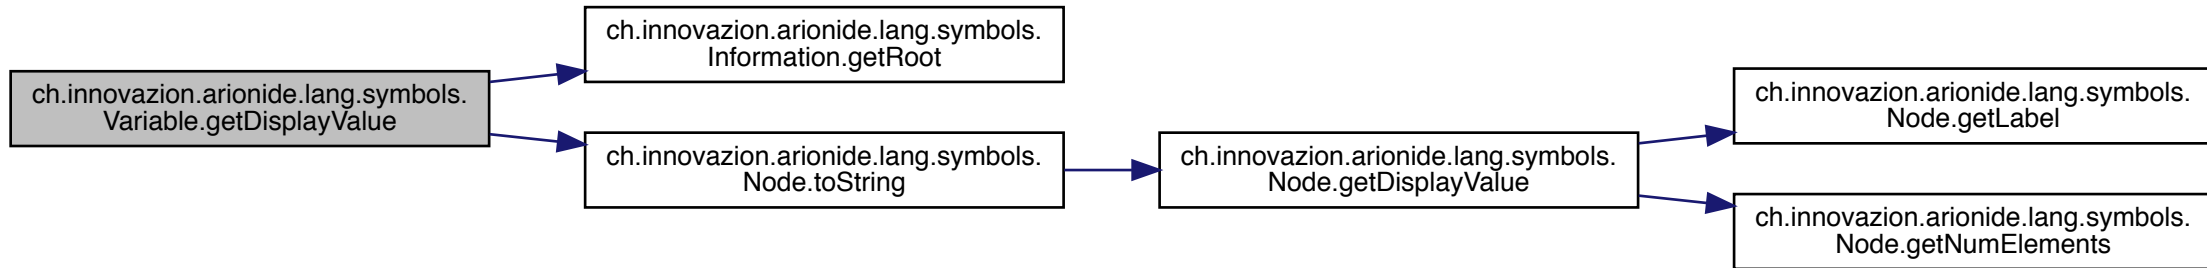 ch.innovazion.arionide.lang.symbols.
Variable.getDisplayValue
ch.innovazion.arionide.lang.symbols.
Information.getRoot
ch.innovazion.arionide.lang.symbols.
Node.toString
ch.innovazion.arionide.lang.symbols.
Node.getDisplayValue
ch.innovazion.arionide.lang.symbols.
Node.getLabel
ch.innovazion.arionide.lang.symbols.
Node.getNumElements